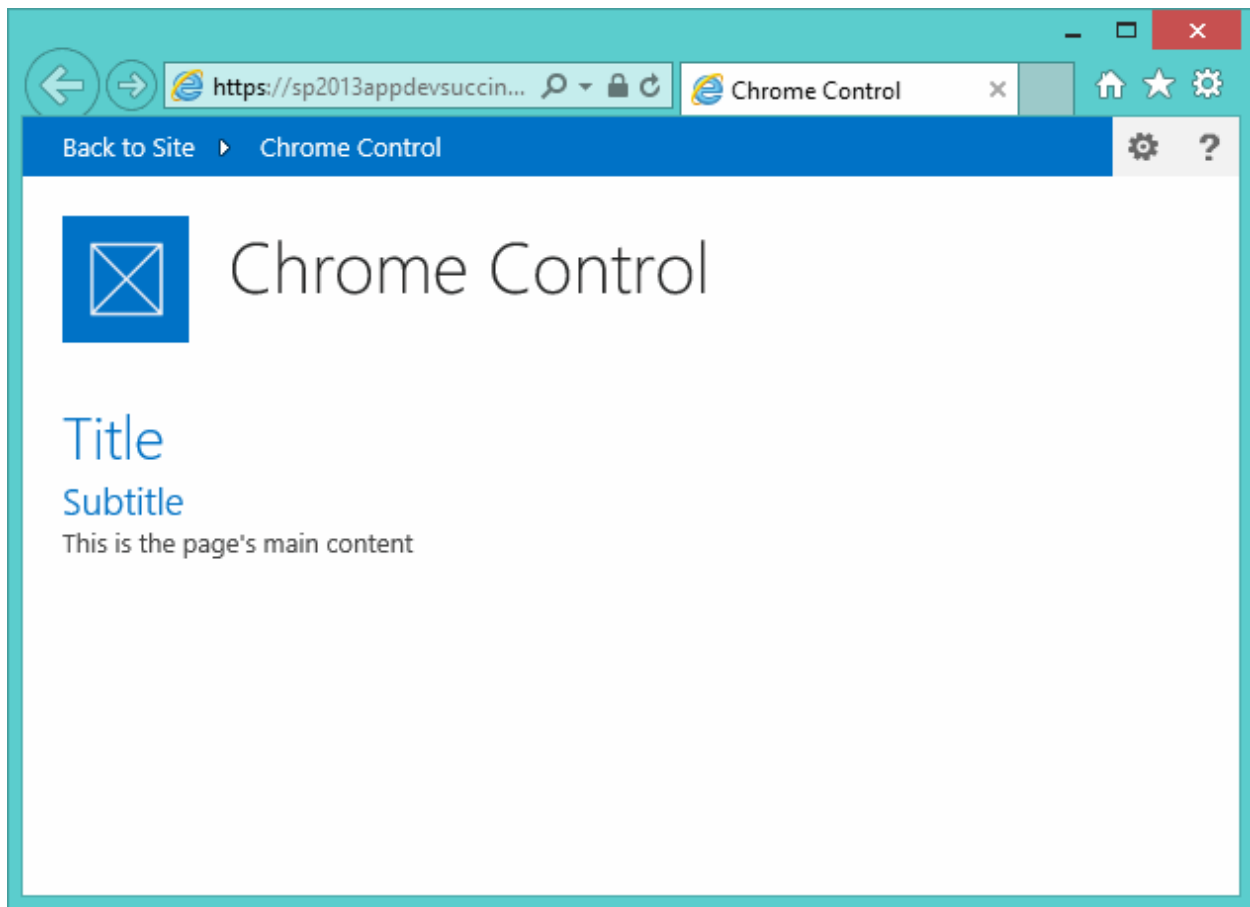 https://sp2013appdevsuccin... Chrome Control
Back to Site Chrome Control ?
Chrome Control
Title
Subtitle
This is the page's main content